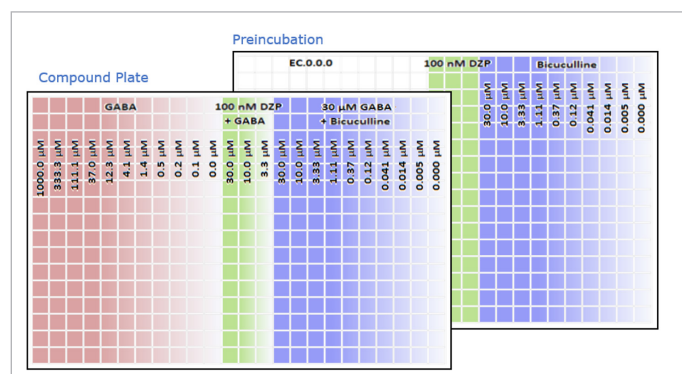 Preincubation
EC.0.0.0
100 nM DZP
Bicuculline
30.0 µM
10.0 µM
3.33 µM
1.11 µM
0.37 µM
0.12 µM
0.041 µM
0.014 µM
0.005 µM
0.000 µM
Compound Plate
GABA
100 nM DZP
+ GABA
30 µM GABA
+ Bicuculline
1000.0 µM
333.3 µM
111.1 µM
37.0 µM
12.3 µM
4.1 µM
1.4 µM
0.5 µM
0.2 µM
0.1 µM
0.0 µM
30.0 µM
10.0 µM
3.3 µM
30.0 µM
10.0 µM
3.33 µM
1.11 µM
0.37 µM
0.12 µM
0.041 µM
0.014 µM
0.005 µM
0.000 µM